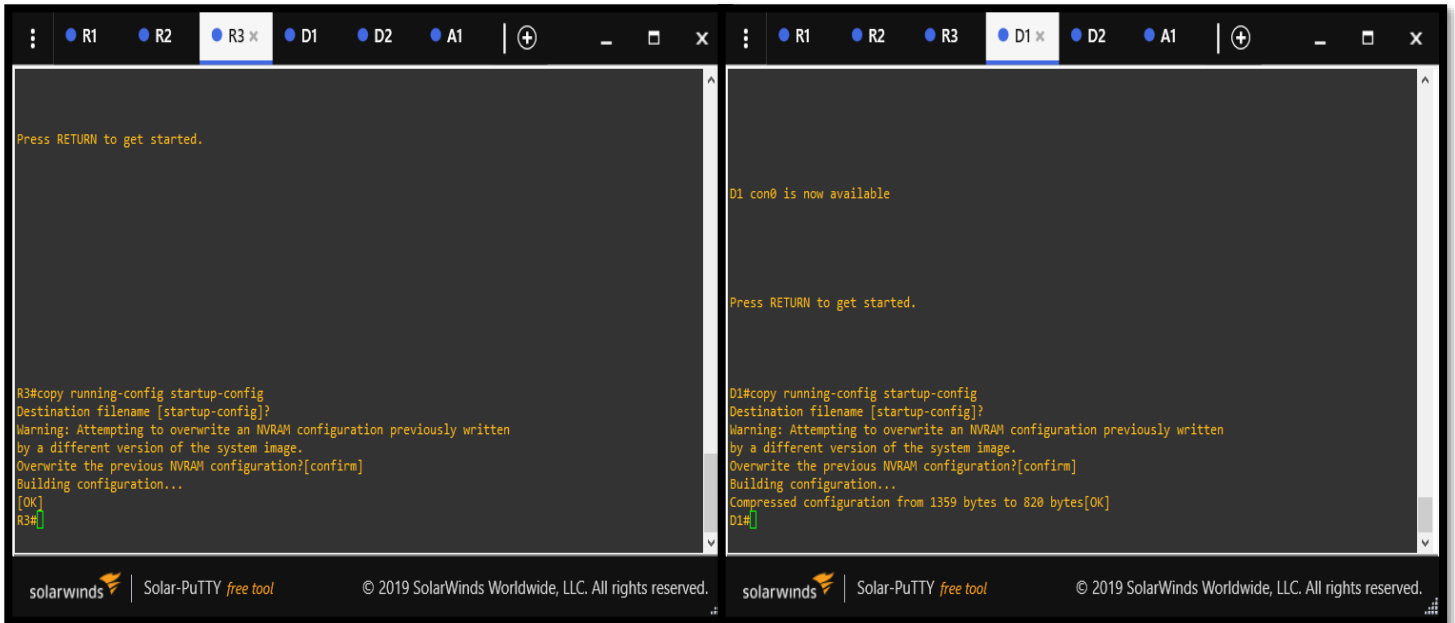 R1 R2 R3 × D1 D2 A1
Press RETURN to get started.
R3#copy running-config startup-config
Destination filename [startup-config]?
Warning: Attempting to overwrite an NVRAM configuration previously written
by a different version of the system image.
Overwrite the previous NVRAM configuration?[confirm]
Building configuration...
[OK]
R3#
solarwinds Solar-PuTTY free tool © 2019 SolarWinds Worldwide, LLC. All rights reserved.
R1 R2 R3 D1 × D2 A1
D1 con0 is now available
Press RETURN to get started.
D1#copy running-config startup-config
Destination filename [startup-config]?
Warning: Attempting to overwrite an NVRAM configuration previously written
by a different version of the system image.
Overwrite the previous NVRAM configuration?[confirm]
Building configuration...
Compressed configuration from 1359 bytes to 820 bytes[OK]
D1#
solarwinds Solar-PuTTY free tool © 2019 SolarWinds Worldwide, LLC. All rights reserved.